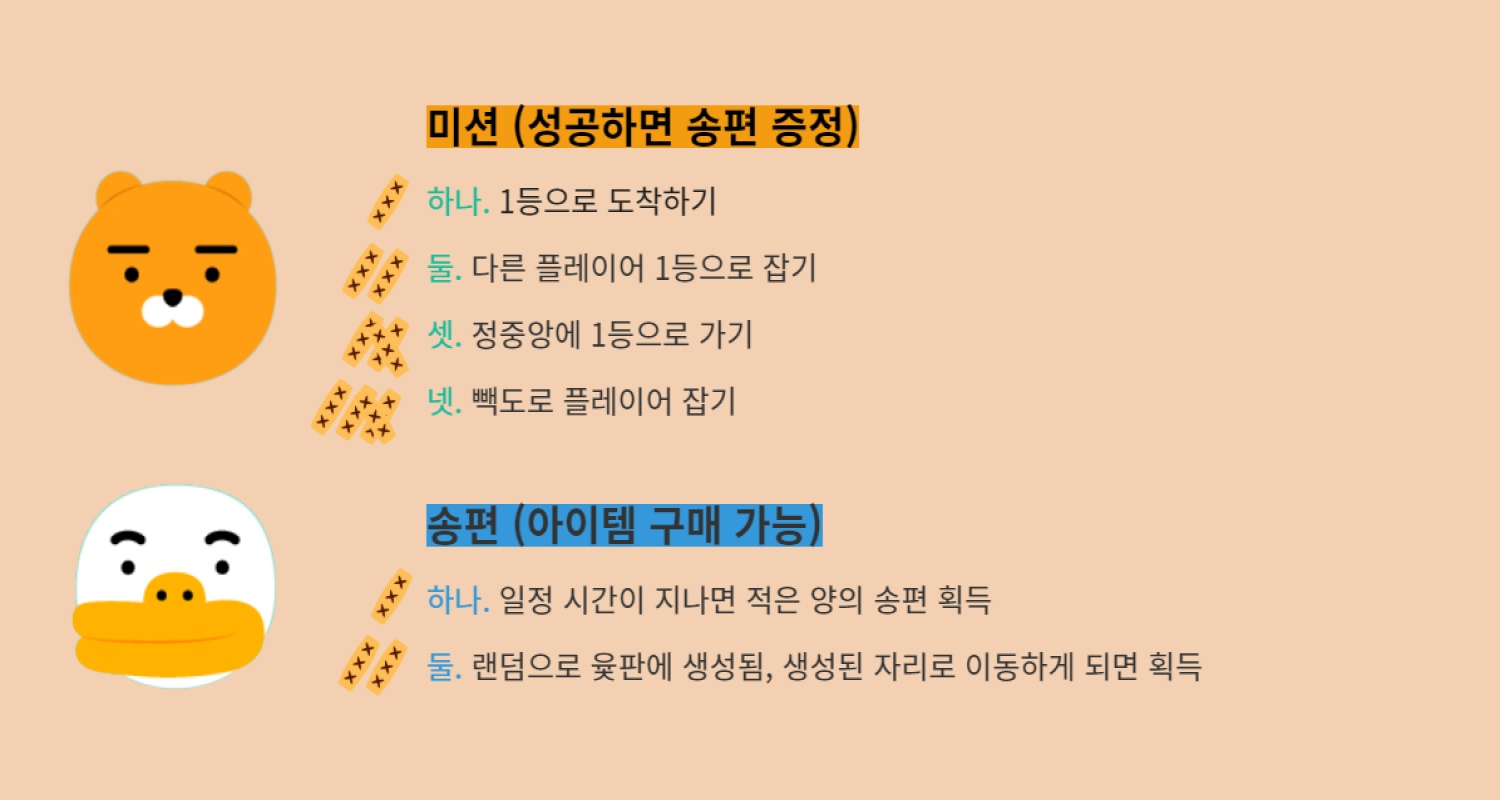 미션 (성공하면 송편 증정)
하나. 1등으로 도착하기
둘. 다른 플레이어 1등으로 잡기
셋. 정중앙에 1등으로 가기
넷. 빽도로 플레이어 잡기
송편 (아이템 구매 가능)
하나. 일정 시간이 지나면 적은 양의 송편 획득
둘. 랜덤으로 윷판에 생성됨, 생성된 자리로 이동하게 되면 획득